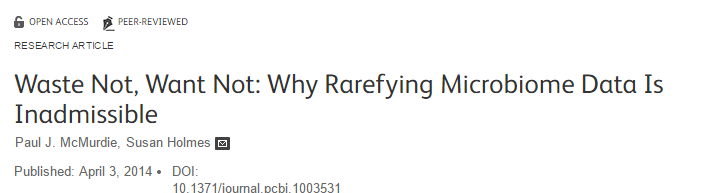 OPEN ACCESS PEER-REVIEWED
RESEARCH ARTICLE
Waste Not, Want Not: Why Rarefying Microbiome Data Is
Inadmissible
Paul J. McMurdie, Susan Holmes
Published: April 3, 2014 • DOI:
10.1371/journal.pcbi.1003531